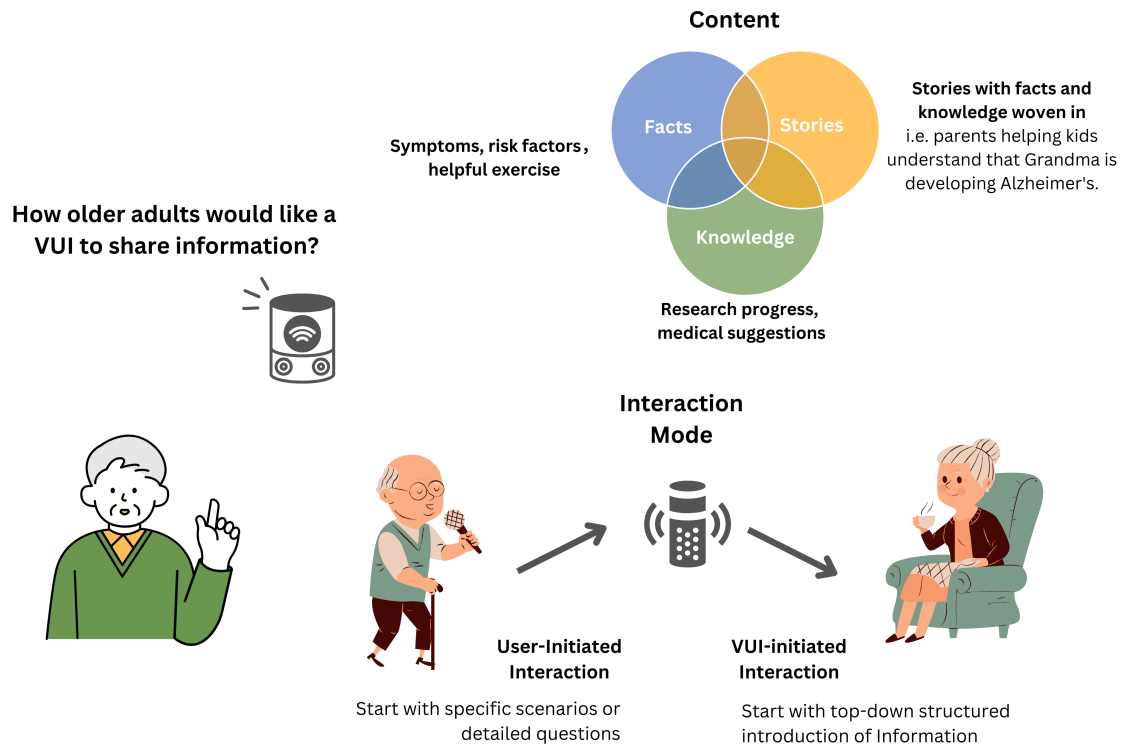 Content
Facts
Stories
Knowledge
Symptoms, risk factors,
helpful exercise
Stories with facts and
knowledge woven in
i.e. parents helping kids
understand that Grandma is
developing Alzheimer's.
Research progress,
medical suggestions
How older adults would like a
VUI to share information?
Interaction
Mode
User-Initiated
Interaction
Start with specific scenarios or
detailed questions
VUI-initiated
Interaction
Start with top-down structured
introduction of Information